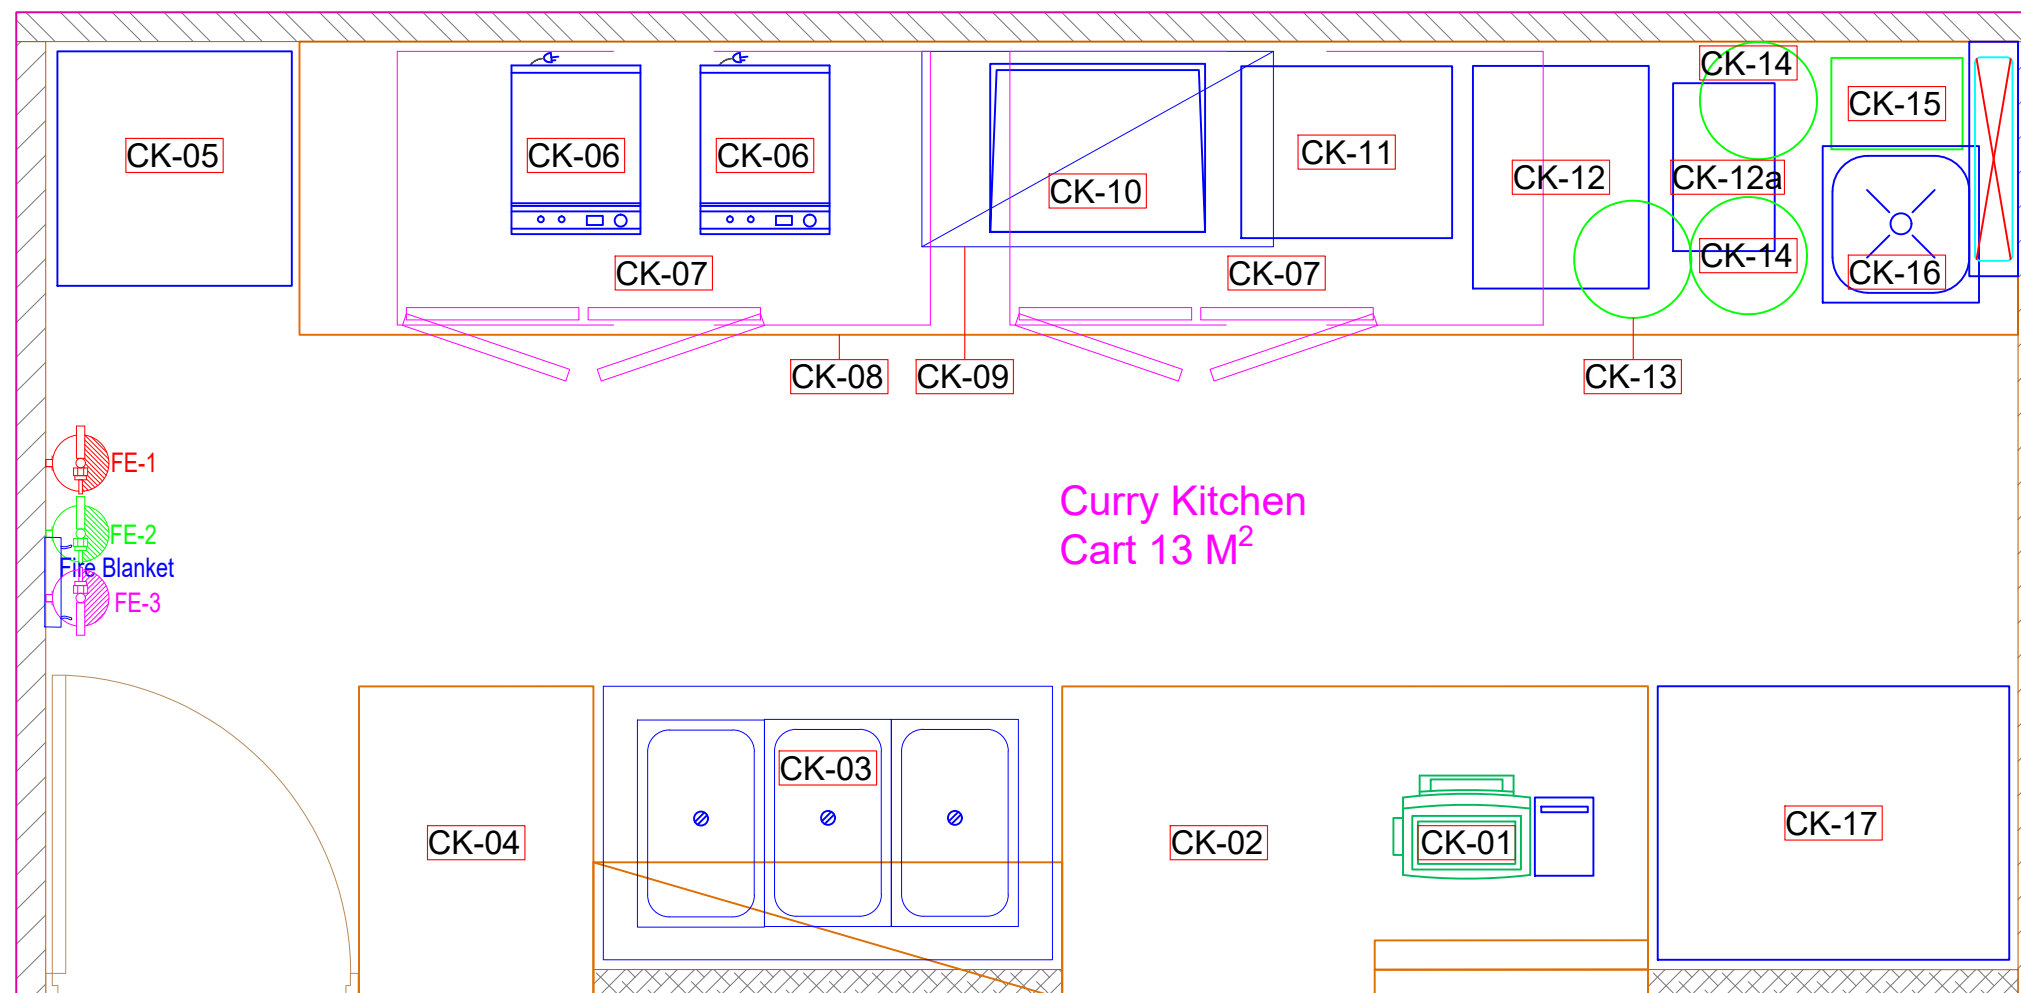 CK-14
CK-15
CK-05
CK-06
CK-06
CK-11
CK-10
CK-12
CK-12a
CK-07
CK-07
CK-14
CK-16
CK-08
CK-09
CK-13
FE-1
FE-2
Fire Blanket
FE-3
Curry Kitchen
Cart 13 M²
CK-03
CK-04
CK-02
CK-01
CK-17